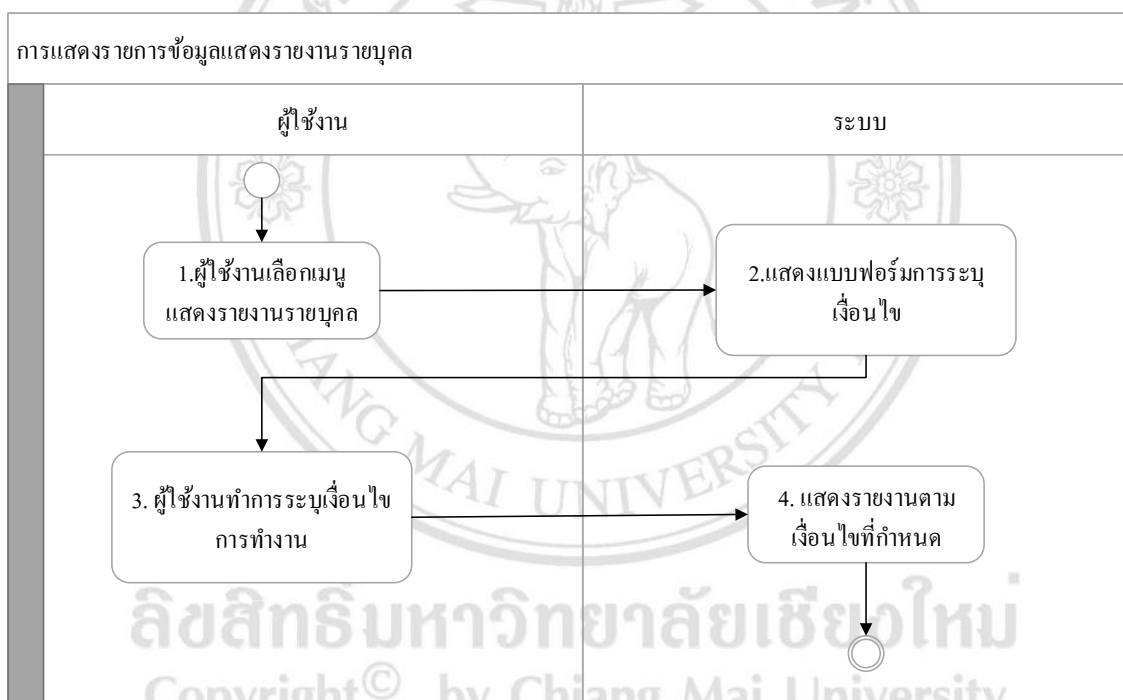 การแสดงรายการข้อมูลแสดงรายงานรายบุคล
ผู้ใช้งาน
ระบบ
1.ผู้ใช้งานเลือกเมนู
แสดงรายงานรายบุคล
2.แสดงแบบฟอร์มการระบุ
เงื่อนไข
3. ผู้ใช้งานทำการระบุเงื่อนไข
การทำงาน
4. แสดงรายงานตาม
เงื่อนไขที่กำหนด
IANG MAI UNIVERSITY
ลิขสิทธิ์มหาวิทยาลัยเชียงใหม่
Copyright© by Chiang Mai University